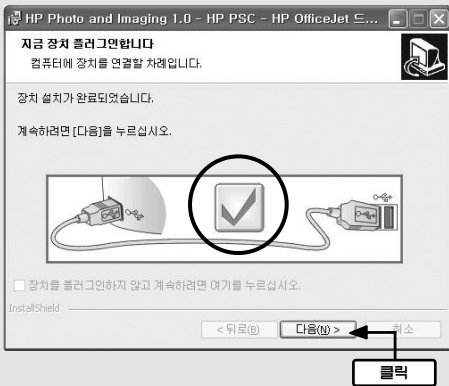 HP Photo and Imaging 1.0 - HP PSC - HP OfficeJet 드...
지금 장치 플러그인합니다
컴퓨터에 장치를 연결할 차례입니다.
장치 설치가 완료되었습니다.
계속하려면 [다음]을 누르십시오.
장치를 플러그인하지 않고 계속하려면 여기를 누르십시오.
InstallShield
< 뒤로(B) 다음(N) > 취소
클릭